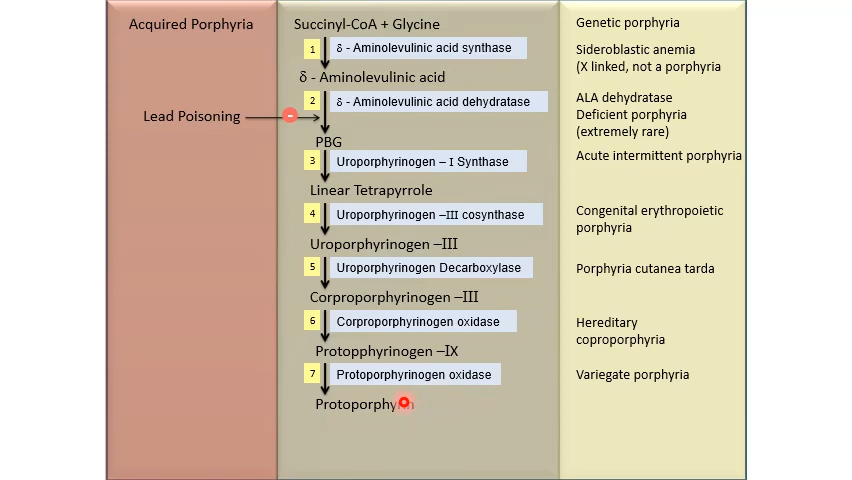 Acquired Porphyria
Succinyl-CoA + Glycine
Genetic porphyria
1
δ - Aminolevulinic acid synthase
Sideroblastic anemia
(X linked, not a porphyria
δ - Aminolevulinic acid
2
δ - Aminolevulinic acid dehydratase
ALA dehydratase
Deficient porphyria
(extremely rare)
Lead Poisoning
-
PBG
3
Uroporphyrinogen – I Synthase
Acute intermittent porphyria
Linear Tetrapyrrole
4
Uroporphyrinogen –III cosynthase
Congenital erythropoietic
porphyria
Uroporphyrinogen –III
5
Uroporphyrinogen Decarboxylase
Porphyria cutanea tarda
Corproporphyrinogen –III
6
Corproporphyrinogen oxidase
Hereditary
coproporphyria
Protopphyrinogen –IX
7
Protoporphyrinogen oxidase
Variegate porphyria
Protoporphyrin